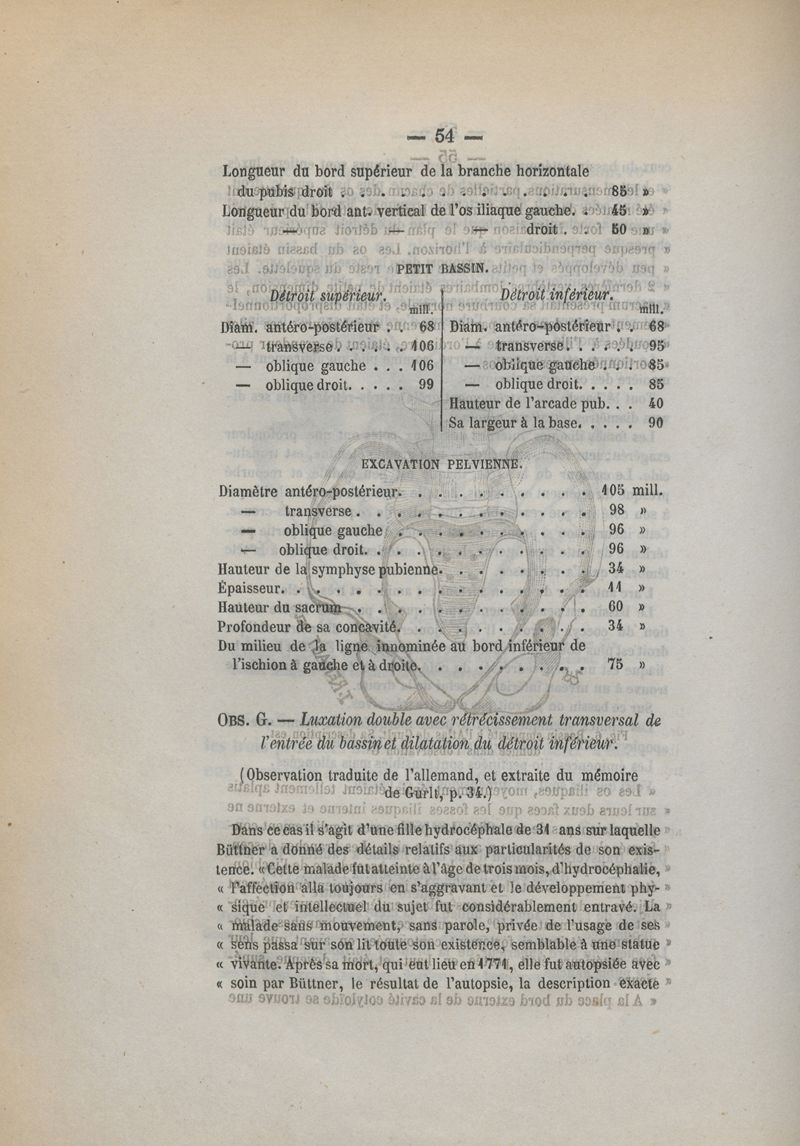 — 54 —
Longueur du bord supérieur de la branche horizontale
du pubis droit . . . . . . . . . . . . 85 »
Longueur du bord ant. vertical de l'os iliaque gauche. . 45 »
— — — droit. . 50 »
PETIT BASSIN.
Détroit supérieur.
mill.
Diam. antéro-postérieur . . 68
— transverse . . . . . . 106
— oblique gauche . . . 106
— oblique droit. . . . . 99
Détroit inférieur.
mill.
Diam. antéro-postérieur . . 68
— transverse. . . . . . 95
— oblique gauche . . . 85
— oblique droit. . . . . 85
Hauteur de l'arcade pub. . . 40
Sa largeur à la base. . . . . 90
EXCAVATION PELVIENNE.
Diamètre antéro-postérieur. . . . . . . . . . 105 mill.
— transverse . . . . . . . . . . . 98 »
— oblique gauche . . . . . . . . . . 96 »
— oblique droit. . . . . . . . . . . 96 »
Hauteur de la symphyse pubienne. . . . . . . . 34 »
Épaisseur. . . . . . . . . . . . . . . 11 »
Hauteur du sacrum . . . . . . . . . . . . 60 »
Profondeur de sa concavité. . . . . . . . . . 34 »
Du milieu de la ligne innominée au bord inférieur de
l'ischion à gauche et à droite. . . . . . . . . 75 »
OBS. G. — Luxation double avec rétrécissement transversal de
l'entrée du bassin et dilatation du détroit inférieur.
(Observation traduite de l'allemand, et extraite du mémoire
de Gurlt, p. 34.)
Dans ce cas il s'agit d'une fille hydrocéphale de 31 ans sur laquelle
Büttner a donné des détails relatifs aux particularités de son exis-
tence. « Cette malade fut atteinte à l'âge de trois mois, d'hydrocéphalie,
« l'affection alla toujours en s'aggravant et le développement phy-
« sique et intellectuel du sujet fut considérablement entravé. La
« malade sans mouvement, sans parole, privée de l'usage de ses
« sens passa sur son lit toute son existence, semblable à une statue
« vivante. Après sa mort, qui eut lieu en 1771, elle fut autopsiée avec
« soin par Büttner, le résultat de l'autopsie, la description exacte